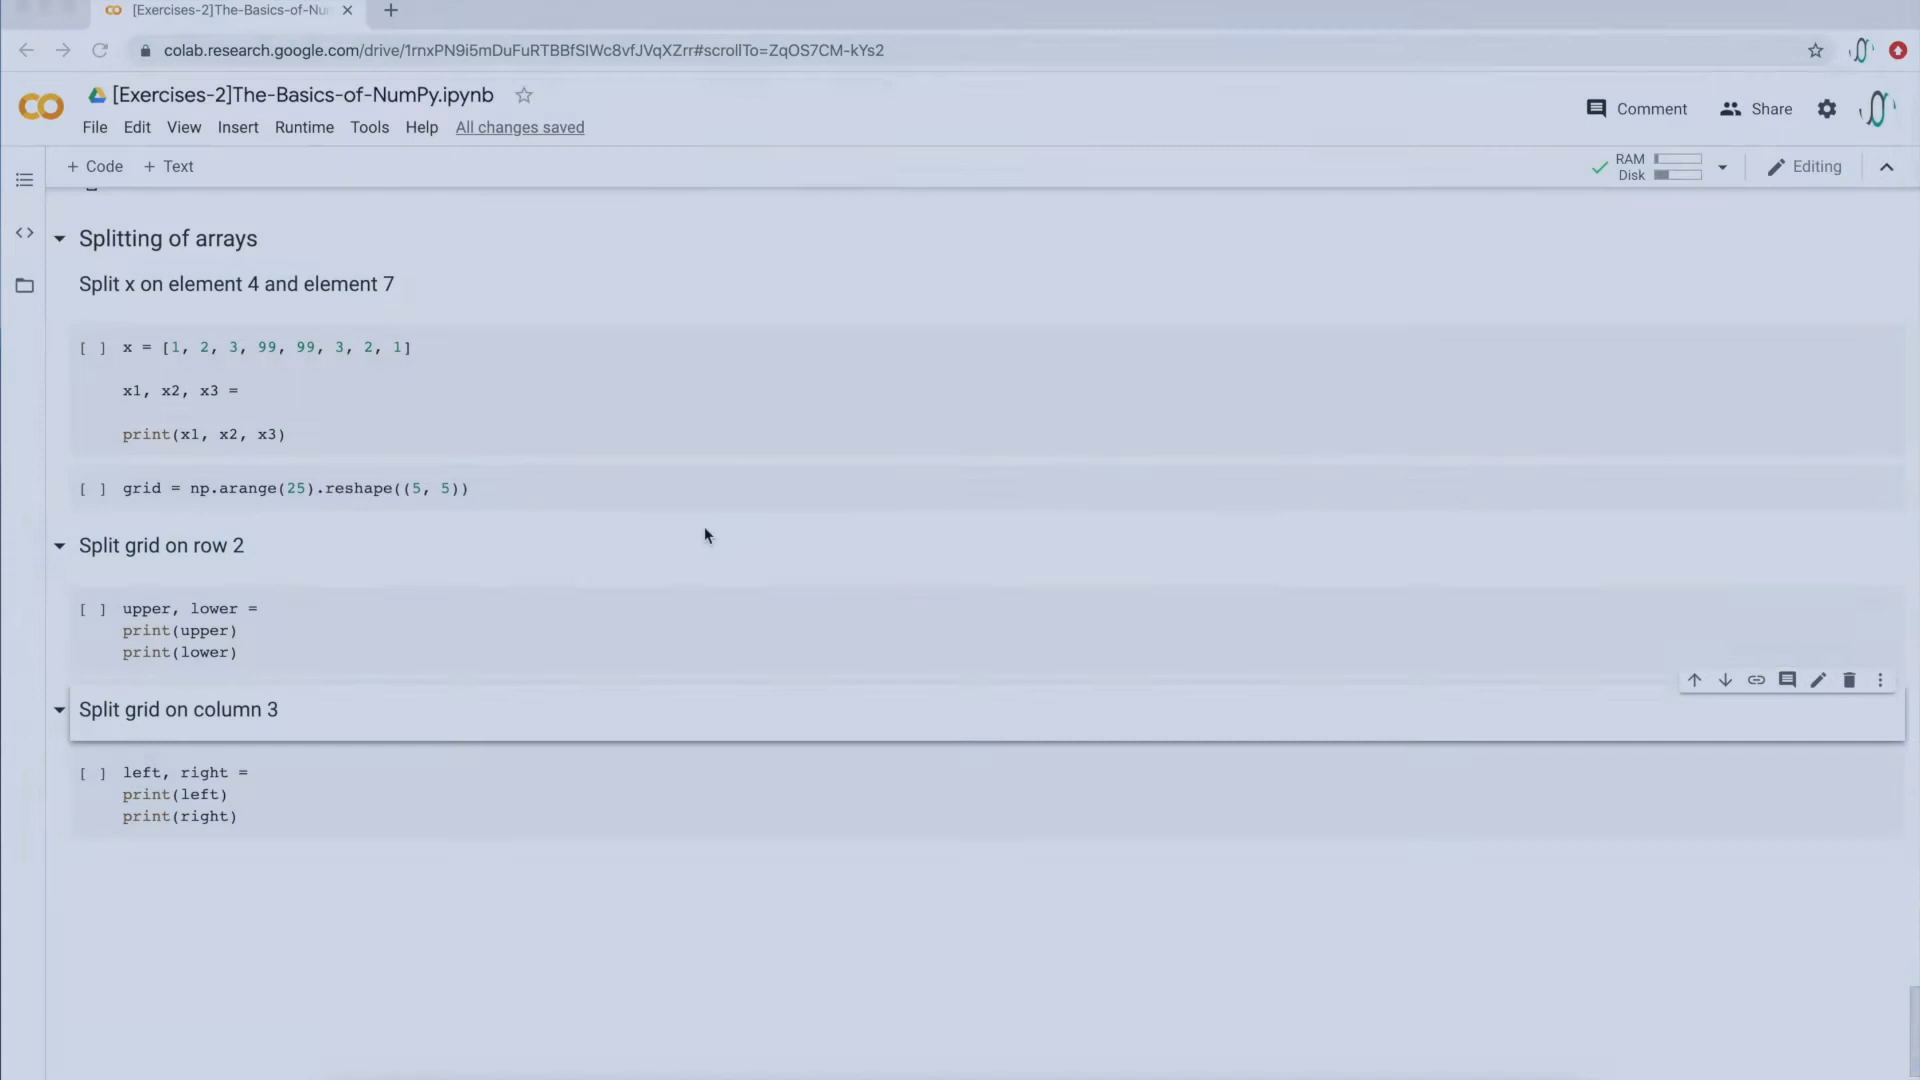 [Exercises-2]The-Basics-of-Nu
colab.research.google.com/drive/1rnxPN9i5mDuFuRTBBfSIWc8vfJVqXZrr#scrollTo=ZqOS7CM-kYs2
[Exercises-2]The-Basics-of-NumPy.ipynb
File Edit View Insert Runtime Tools Help All changes saved
Comment Share
+ Code + Text
RAM
Disk
Editing
Splitting of arrays
Split x on element 4 and element 7
[ ] x = [1, 2, 3, 99, 99, 3, 2, 1]
x1, x2, x3 =
print(x1, x2, x3)
[ ] grid = np.arange(25).reshape((5, 5))
Split grid on row 2
[ ] upper, lower =
print(upper)
print(lower)
Split grid on column 3
[ ] left, right =
print(left)
print(right)